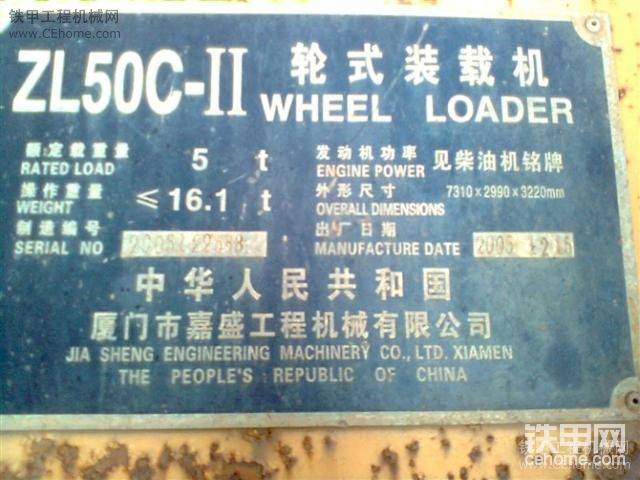 铁甲工程机械网
www.CEhome.com
ZL50C-II 轮式装载机
WHEEL LOADER
额定载重量 5 t 发动机功率 见柴油机铭牌
RATED LOAD ENGINE POWER
操作重量 ≤16.1 t 外形尺寸 7310×2990×3220mm
WEIGHT OVERALL DIMENSIONS
制造编号 出厂日期
SERIAL NO MANUFACTURE DATE 2005
中华人民共和国
厦门市嘉盛工程机械有限公司
JIA SHENG ENGINEERING MACHINERY CO.,LTD. XIAMEN
THE PEOPLE'S REPUBLIC OF CHINA
铁甲网
cehome.com